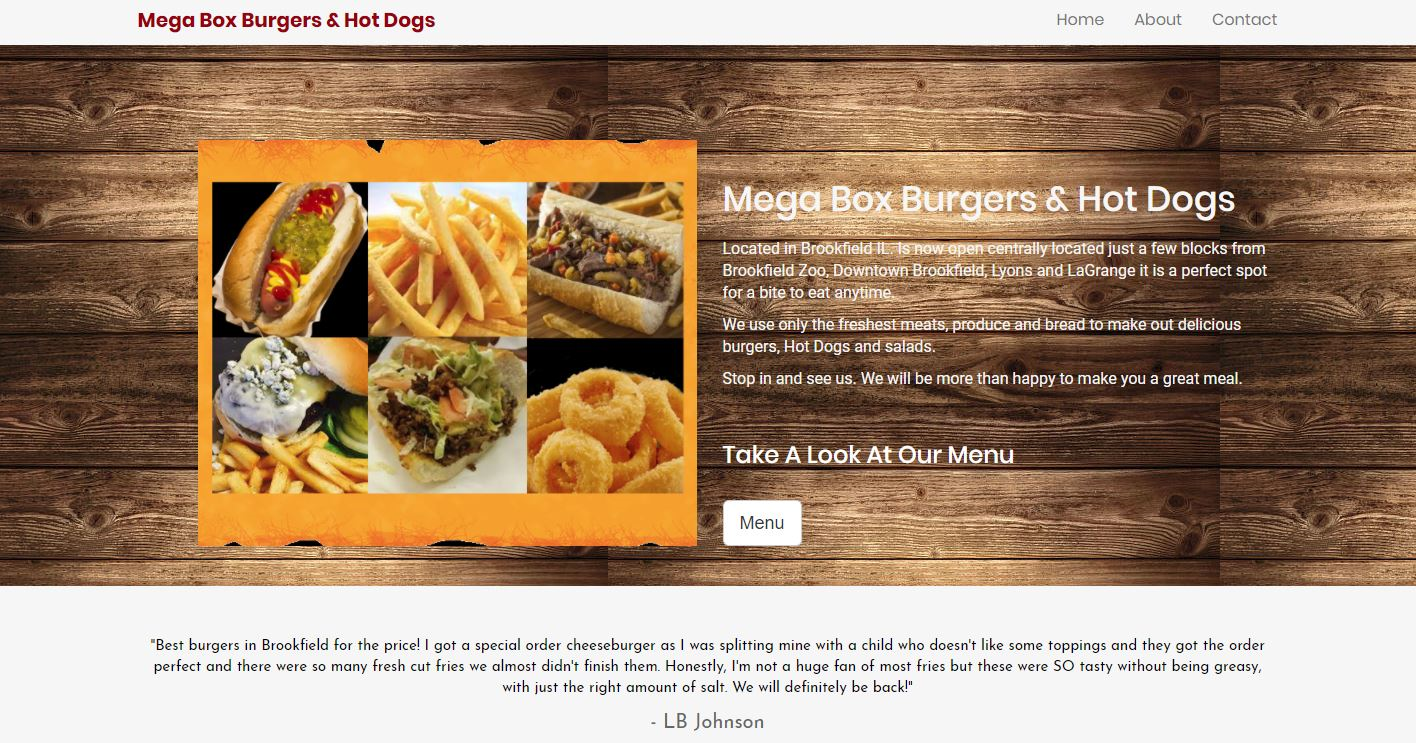 Mega Box Burgers & Hot Dogs
Home About Contact
Mega Box Burgers & Hot Dogs
Located in Brookfield IL. Is now open centrally located just a few blocks from
Brookfield Zoo, Downtown Brookfield, Lyons and LaGrange it is a perfect spot
for a bite to eat anytime.
We use only the freshest meats, produce and bread to make out delicious
burgers, Hot Dogs and salads.
Stop in and see us. We will be more than happy to make you a great meal.
Take A Look At Our Menu
Menu
"Best burgers in Brookfield for the price! I got a special order cheeseburger as I was splitting mine with a child who doesn't like some toppings and they got the order
perfect and there were so many fresh cut fries we almost didn't finish them. Honestly, I'm not a huge fan of most fries but these were SO tasty without being greasy,
with just the right amount of salt. We will definitely be back!"
- LB Johnson